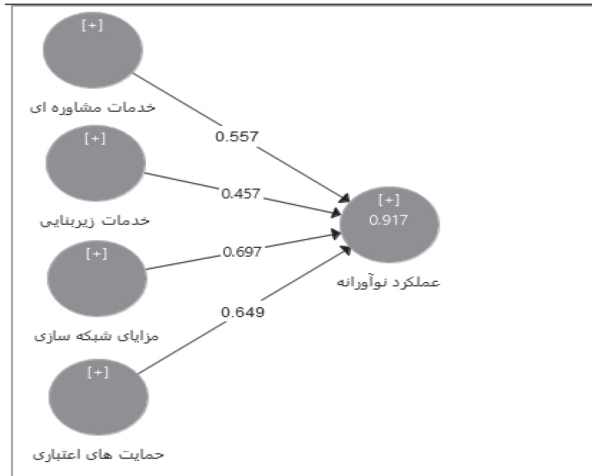 [+]
خدمات مشاوره ای
0.557
[+]
خدمات زیربنایی
0.457
[+]
0.917
عملکرد نوآورانه
[+]
مزایای شبکه سازی
0.697
0.649
[+]
حمایت های اعتباری